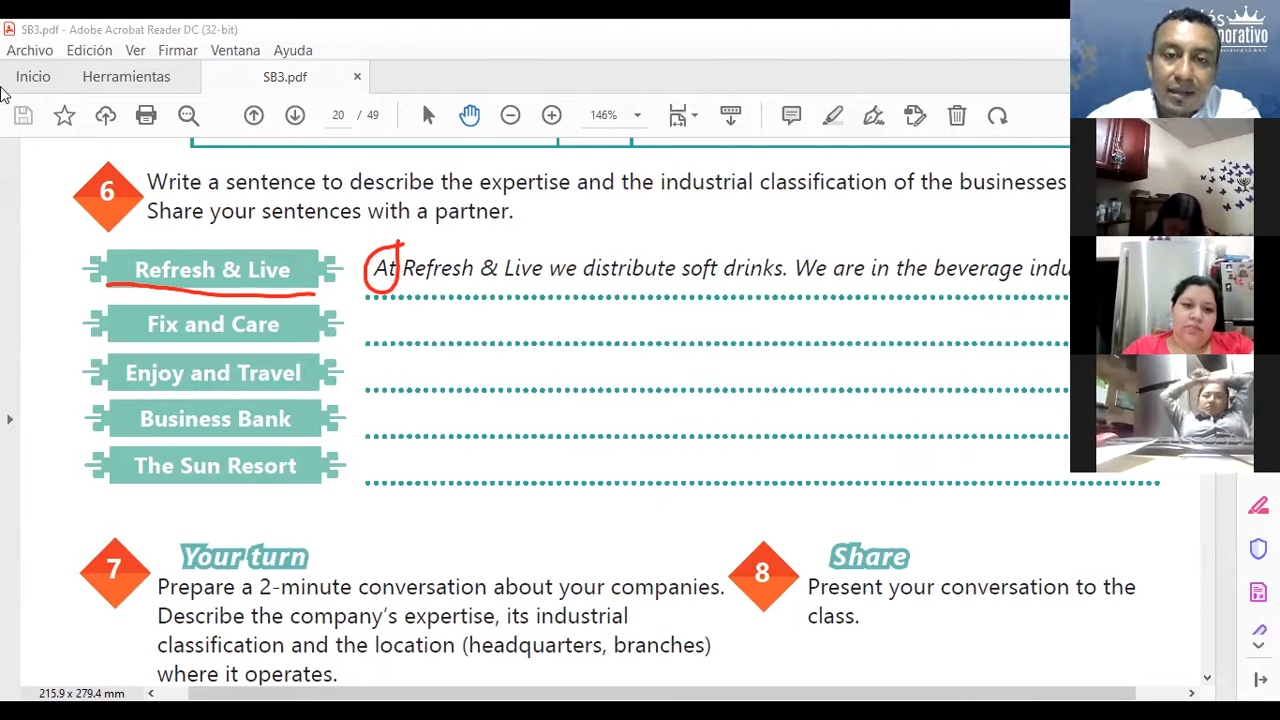 SB3.pdf - Adobe Acrobat Reader DC (32-bit)
Archivo Edición Ver Firmar Ventana Ayuda
Inicio Herramientas SB3.pdf ×
20 / 49 146%
6 Write a sentence to describe the expertise and the industrial classification of the businesses
Share your sentences with a partner.
Refresh & Live At Refresh & Live we distribute soft drinks. We are in the beverage indu
Fix and Care
Enjoy and Travel
Business Bank
The Sun Resort
7 Your turn
Prepare a 2-minute conversation about your companies.
Describe the company's expertise, its industrial
classification and the location (headquarters, branches)
where it operates.
8 Share
Present your conversation to the
class.
215.9 x 279.4 mm